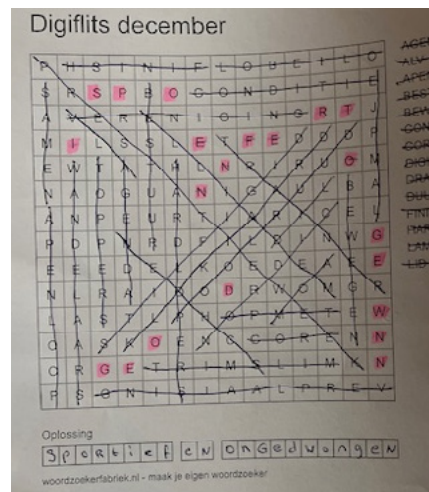 Digiflits december
P H S I N I F L O U E T L O
S R S P B O C O N D I T I E
A V E R E N I O I N G R T J
M I L S S L E T F E D O D P
E W T A T H L N R I R U G M
N A D G U A N I G A U L B A
A N P E U R T I A R I O E L
P D P N R D F I L D I N W G
E E E D E L K O E D E A E E
N L R A I R O D R W O M G R
L A S T L P H O P M E T E W
O A S K O E N G C O R E N N
O R G E T R I M S L I M K N
P S O N I S I A A L P R E V
Oplossing
sportief en ongedwongen
woordzoekerfabriek.nl - maak je eigen woordzoeker